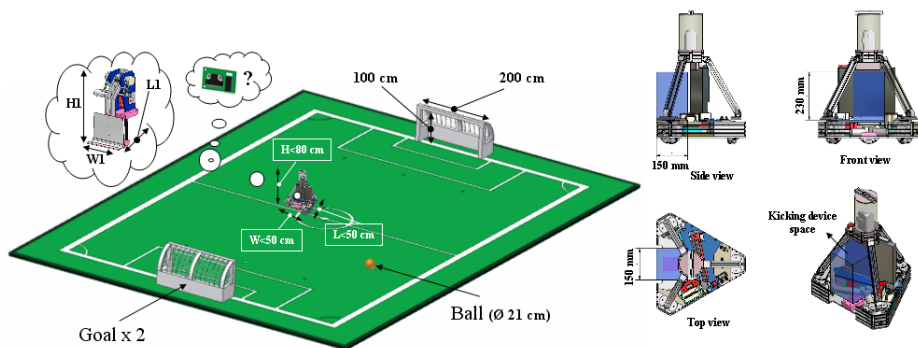 H1
W1
L1
?
100 cm
200 cm
H<80 cm
W<50 cm
L<50 cm
Goal x 2
Ball (Ø 21 cm)
150 mm
Side view
230 mm
Front view
150 mm
Top view
Kicking device
space